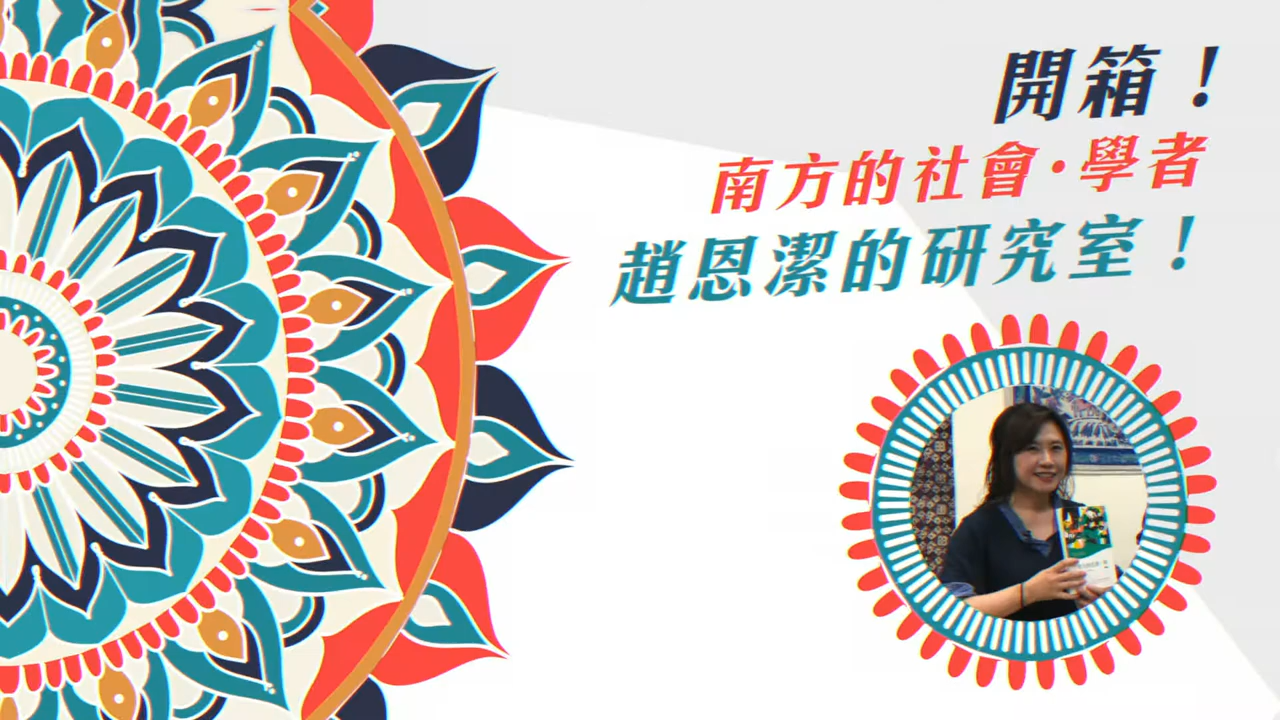 開箱！
南方的社會·學者
趙恩潔的研究室！